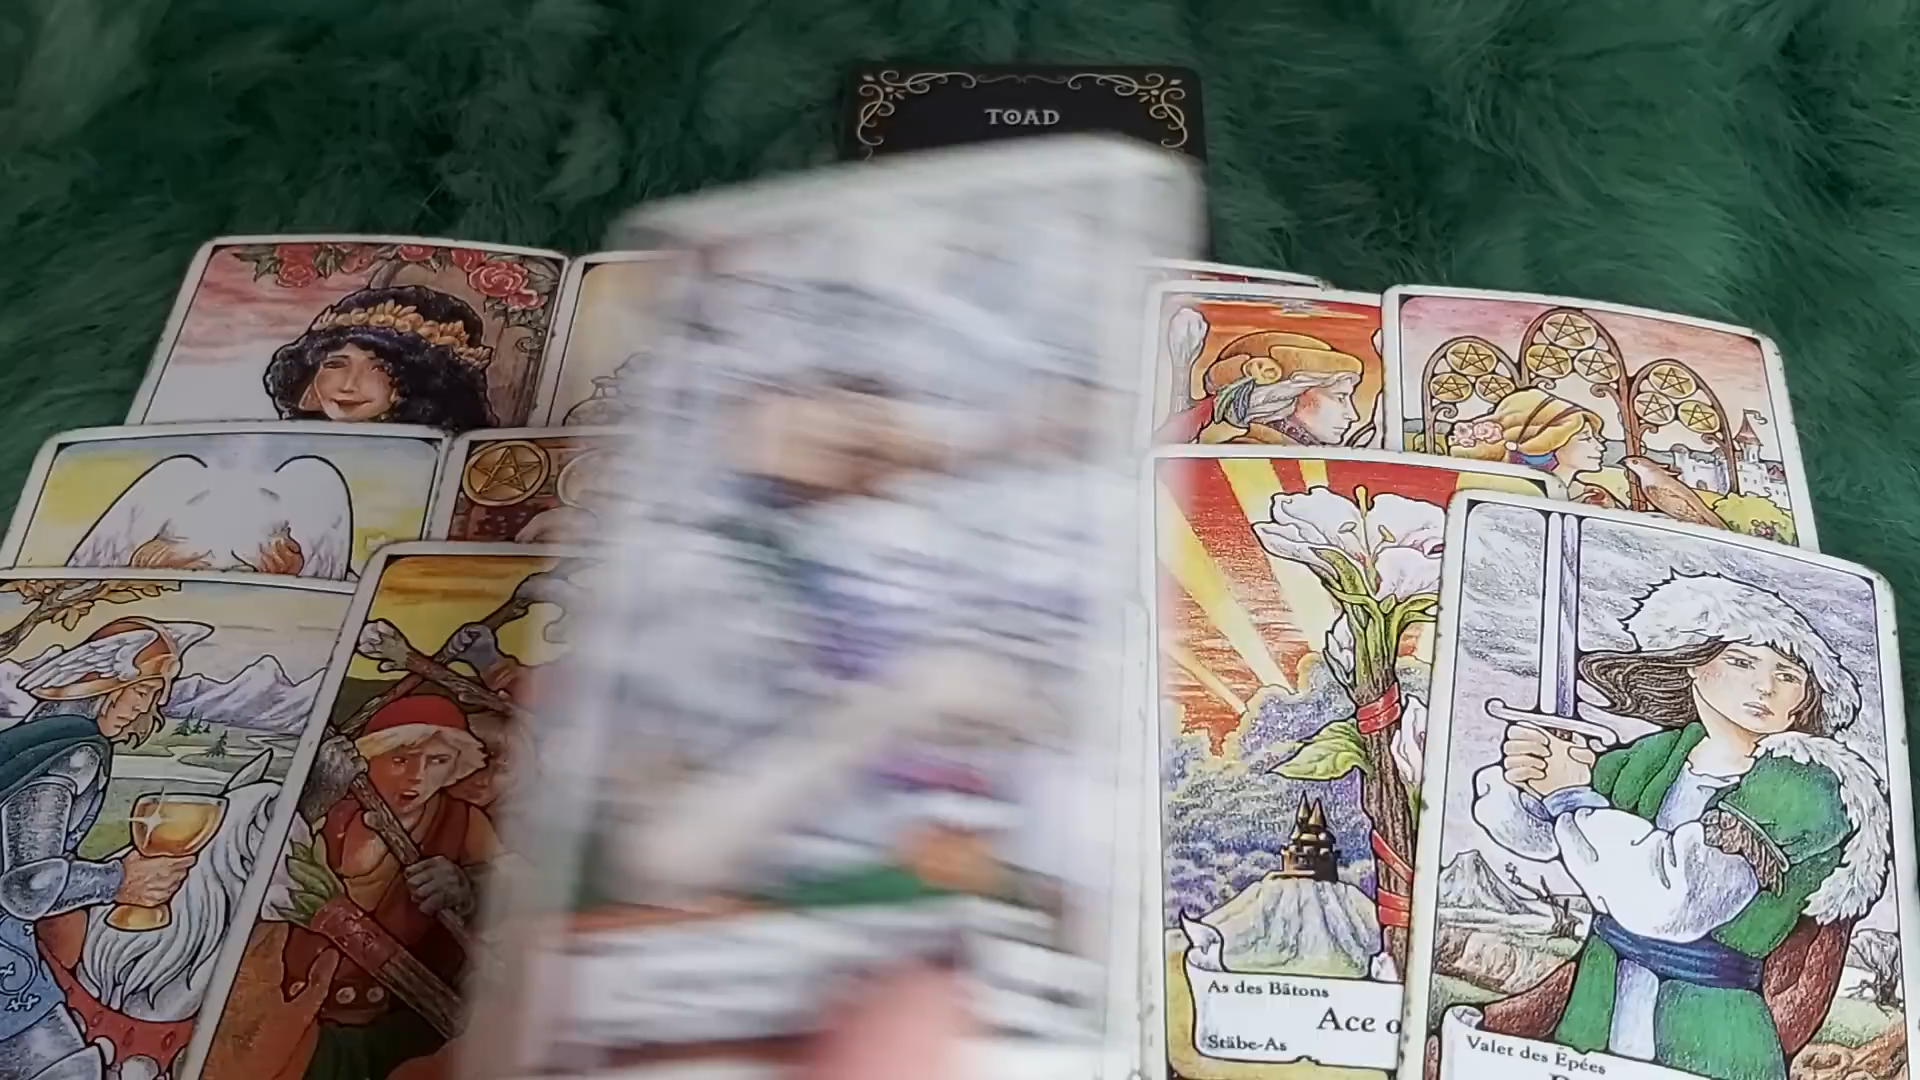 TOAD
As des Bâtons
Ace o
Stäbe-As
Valet des Épées